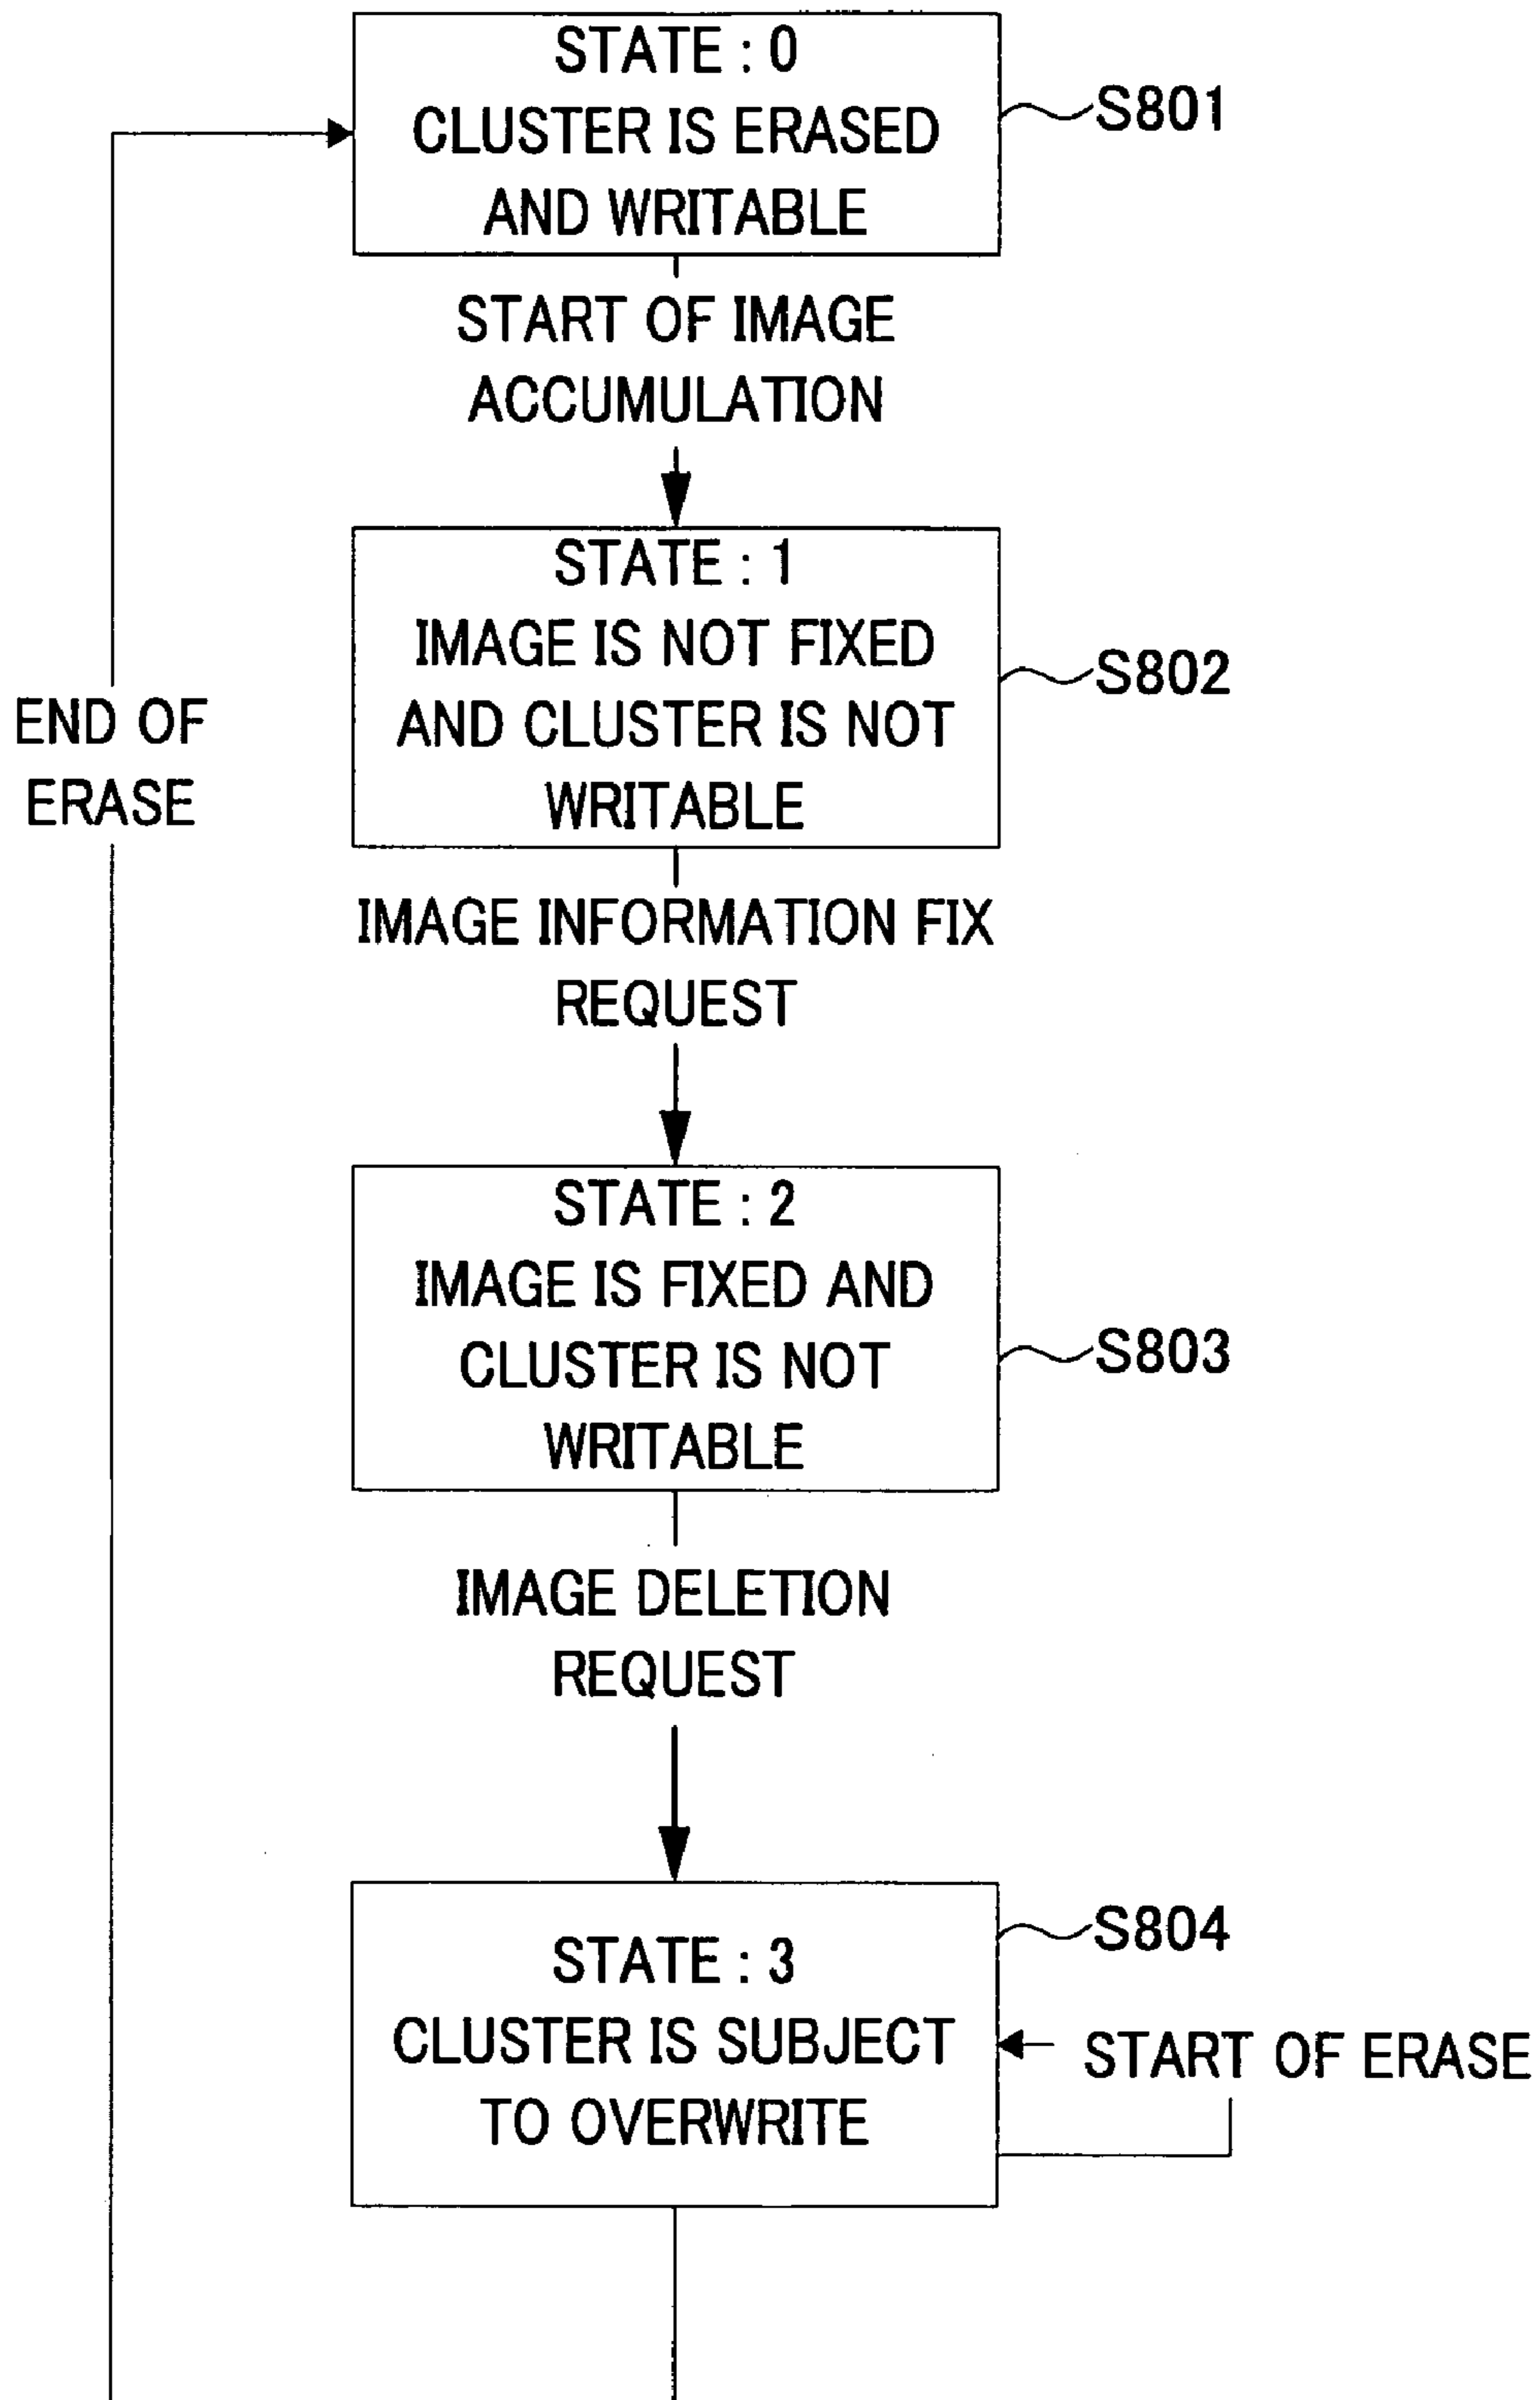 STATE : 0
CLUSTER IS ERASED
AND WRITABLE
S801
START OF IMAGE
ACCUMULATION
STATE : 1
IMAGE IS NOT FIXED
AND CLUSTER IS NOT
WRITABLE
S802
END OF
ERASE
IMAGE INFORMATION FIX
REQUEST
STATE : 2
IMAGE IS FIXED AND
CLUSTER IS NOT
WRITABLE
S803
IMAGE DELETION
REQUEST
STATE : 3
CLUSTER IS SUBJECT
TO OVERWRITE
S804
START OF ERASE